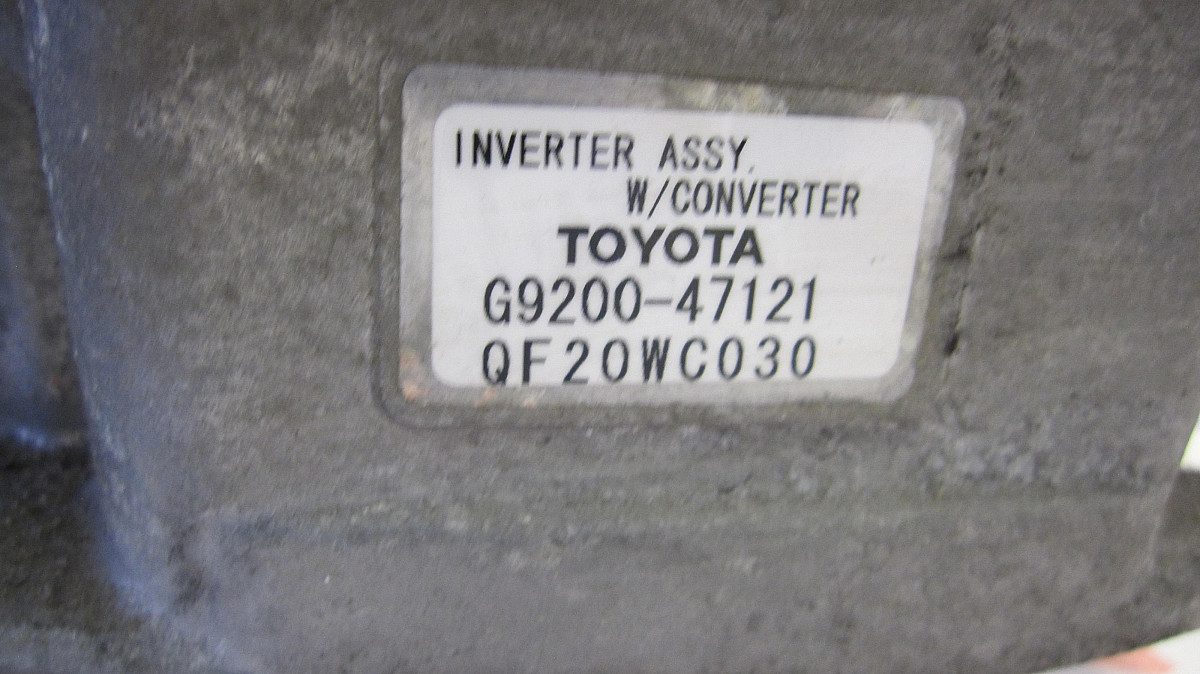 INVERTER ASSY.
W/CONVERTER
TOYOTA
G9200-47121
QF20WC030